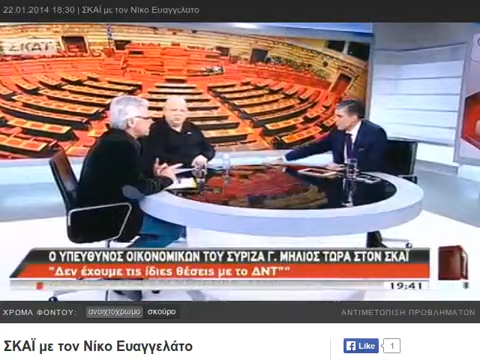 22.01.2014 18:30 | ΣΚΑΪ με τον Νίκο Ευαγγελάτο
ΣΚΑΪ
Ο ΥΠΕΥΘΥΝΟΣ ΟΙΚΟΝΟΜΙΚΩΝ ΤΟΥ ΣΥΡΙΖΑ Γ. ΜΗΛΙΟΣ ΤΩΡΑ ΣΤΟΝ ΣΚΑΪ
"Δεν έχουμε τις ίδιες θέσεις με το ΔΝΤ""
19:41
ΧΡΩΜΑ ΦΟΝΤΟΥ: ανοιχτοχρωμο σκούρο ΑΝΤΙΜΕΤΩΠΙΣΗ ΠΡΟΒΛΗΜΑΤΩΝ
ΣΚΑΪ με τον Νίκο Ευαγγελάτο
Like 1